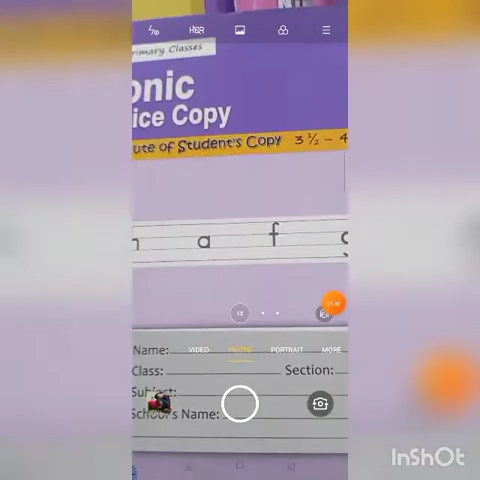 HDR
rimary Classes
onic
ice Copy
ute of Student's Copy 3 ½ – 4
a f
1X
Name:
VIDEO PHOTO PORTRAIT MORE
Class: Section:
Subject:
School's Name:
InShOt